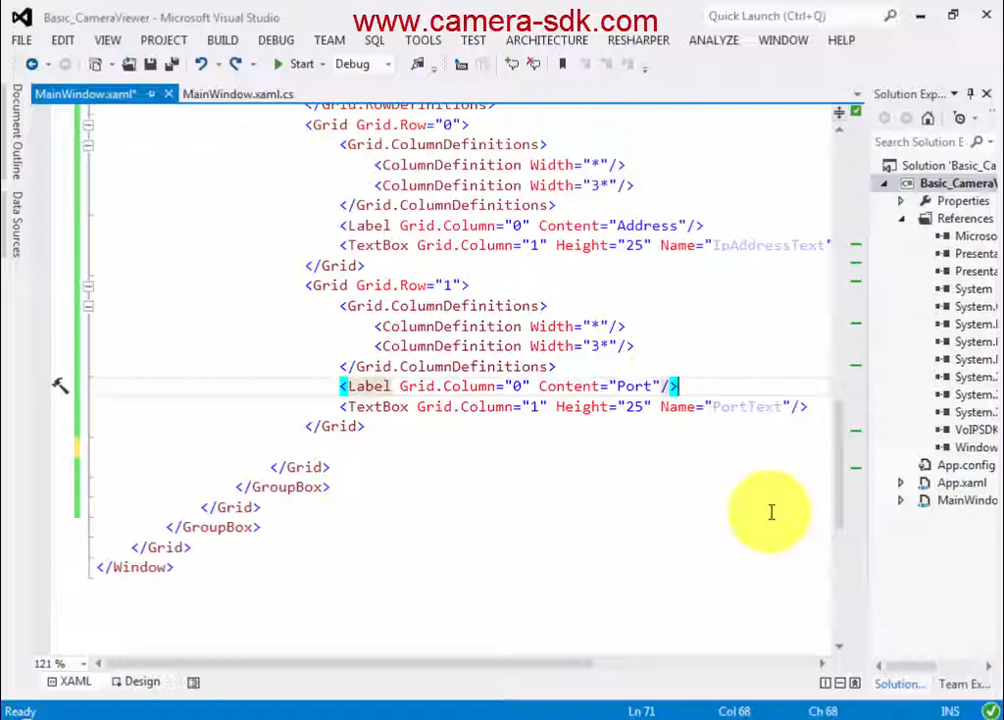 Basic_CameraViewer - Microsoft Visual Studio
www.camera-sdk.com
Quick Launch (Ctrl+Q)
FILE EDIT VIEW PROJECT BUILD DEBUG TEAM SQL TOOLS TEST ARCHITECTURE RESHARPER ANALYZE WINDOW HELP
Start Debug
Document Outline
Data Sources
MainWindow.xaml* MainWindow.xaml.cs
</Grid.RowDefinitions>
<Grid Grid.Row="0">
<Grid.ColumnDefinitions>
<ColumnDefinition Width="*"/>
<ColumnDefinition Width="3*"/>
</Grid.ColumnDefinitions>
<Label Grid.Column="0" Content="Address"/>
<TextBox Grid.Column="1" Height="25" Name="IpAddressText"
</Grid>
<Grid Grid.Row="1">
<Grid.ColumnDefinitions>
<ColumnDefinition Width="*"/>
<ColumnDefinition Width="3*"/>
</Grid.ColumnDefinitions>
<Label Grid.Column="0" Content="Port"/>
<TextBox Grid.Column="1" Height="25" Name="PortText"/>
</Grid>
</Grid>
</GroupBox>
</Grid>
</GroupBox>
</Grid>
</Window>
121 %
XAML Design
Solution Exp...
Search Solution E
Solution 'Basic_Ca
Basic_CameraV
Properties
References
Microso
Presenta
Presenta
System
System.
System.I
System.I
System.I
System.
System.
System.
VoIPSDK
Window
App.config
App.xaml
MainWindo
Solution... Team Ex...
Ready Ln 71 Col 68 Ch 68 INS